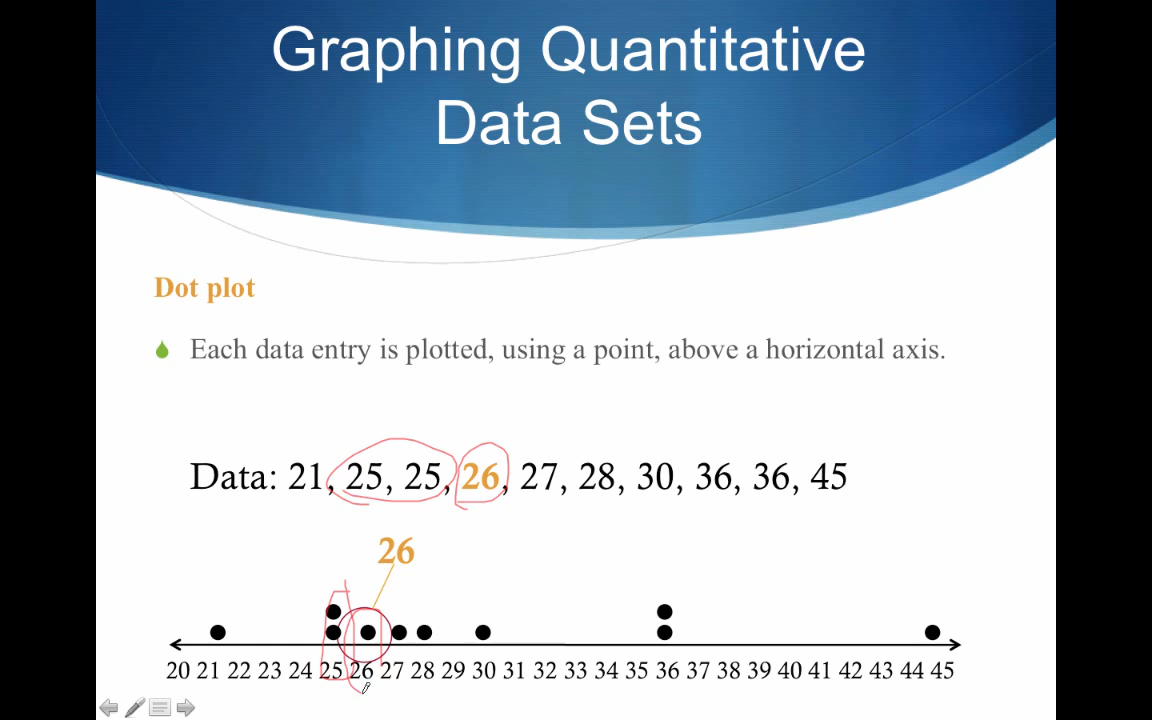 Graphing Quantitative
Data Sets
Dot plot
Each data entry is plotted, using a point, above a horizontal axis.
Data: 21, 25, 25, 26, 27, 28, 30, 36, 36, 45
26
20 21 22 23 24 25 26 27 28 29 30 31 32 33 34 35 36 37 38 39 40 41 42 43 44 45